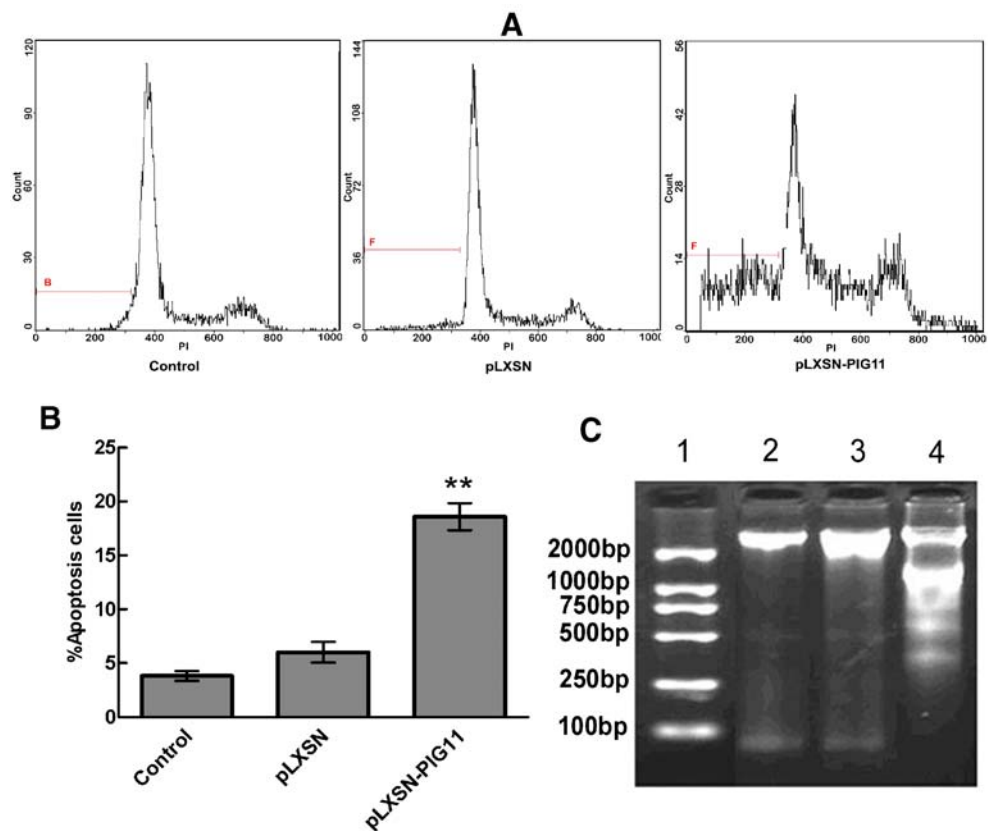 A
120
90
60
30
0
Count
B
0 200 400 600 800 1000
PI
Control
144
108
72
36
0
Count
F
0 200 400 600 800 1000
PI
pLXSN
56
42
28
14
0
Count
F
0 200 400 600 800 1000
PI
pLXSN-PIG11
B
25
20
15
10
5
0
%Apoptosis cells
**
Control
pLXSN
pLXSN-PIG11
C
1 2 3 4
2000bp
1000bp
750bp
500bp
250bp
100bp